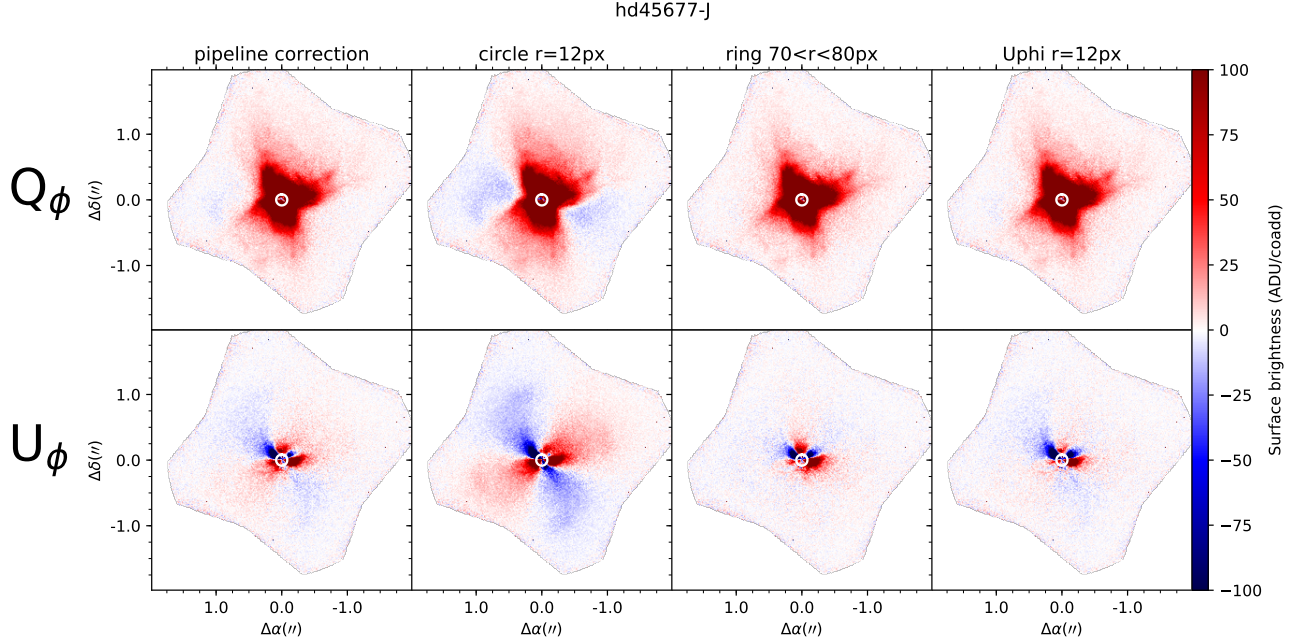 hd45677-J
pipeline correction
circle r=12px
ring 70<r<80px
Uphi r=12px
Qϕ
Δδ(′′)
1.0
0.0
-1.0
Uϕ
Δδ(′′)
1.0
0.0
-1.0
1.0 0.0 -1.0
Δα(′′)
1.0 0.0 -1.0
Δα(′′)
1.0 0.0 -1.0
Δα(′′)
1.0 0.0 -1.0
Δα(′′)
100
75
50
25
0
−25
−50
−75
−100
Surface brightness (ADU/coadd)